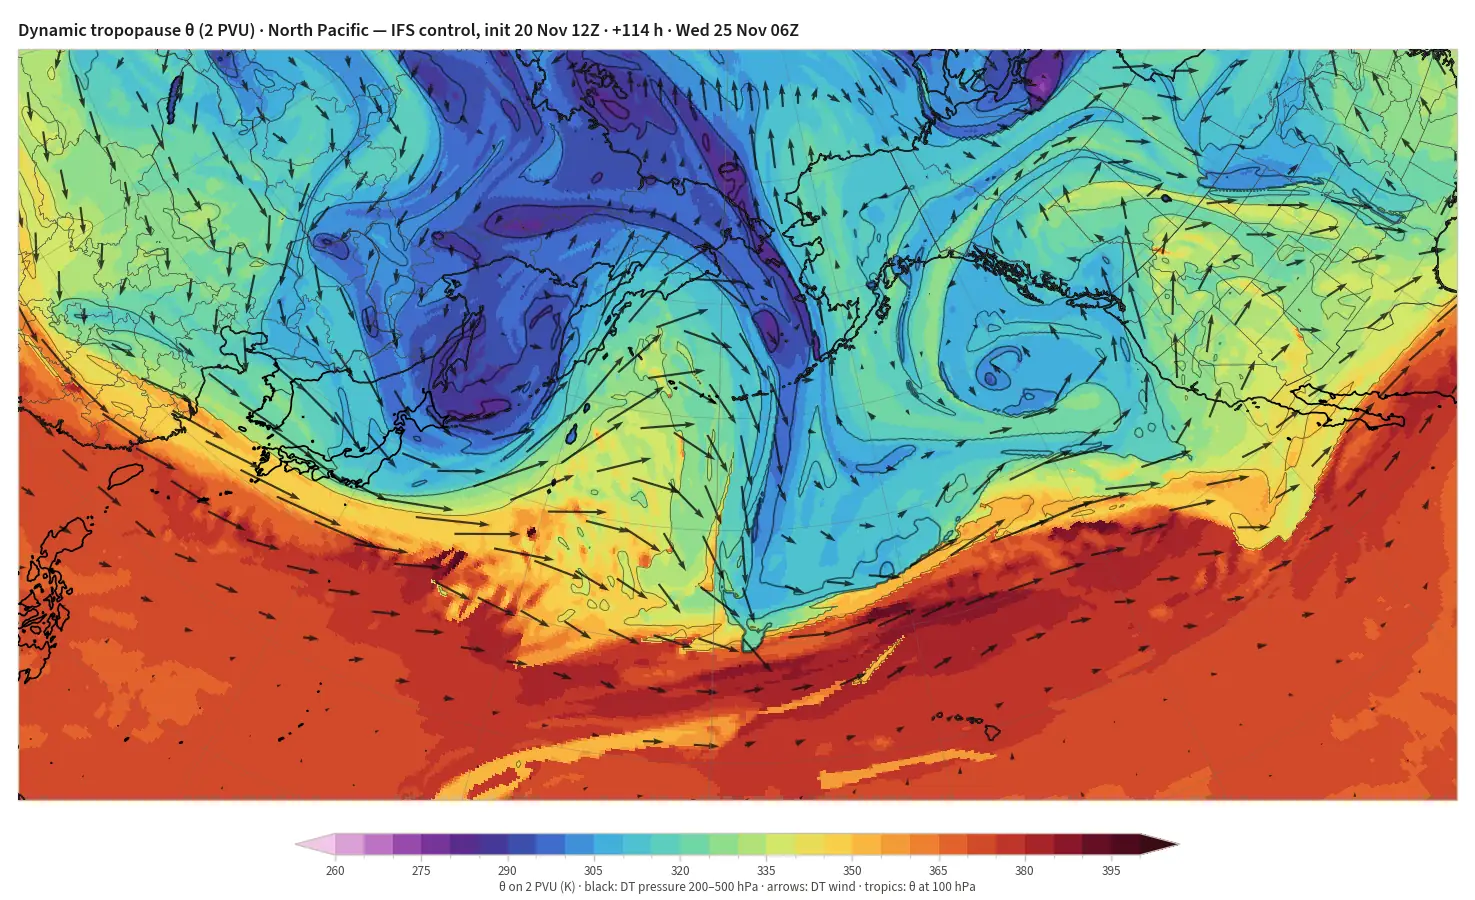 Dynamic tropopause θ (2 PVU) · North Pacific — IFS control, init 20 Nov 12Z · +114 h · Wed 25 Nov 06Z
260 275 290 305 320 335 350 365 380 395
θ on 2 PVU (K) · black: DT pressure 200–500 hPa · arrows: DT wind · tropics: θ at 100 hPa